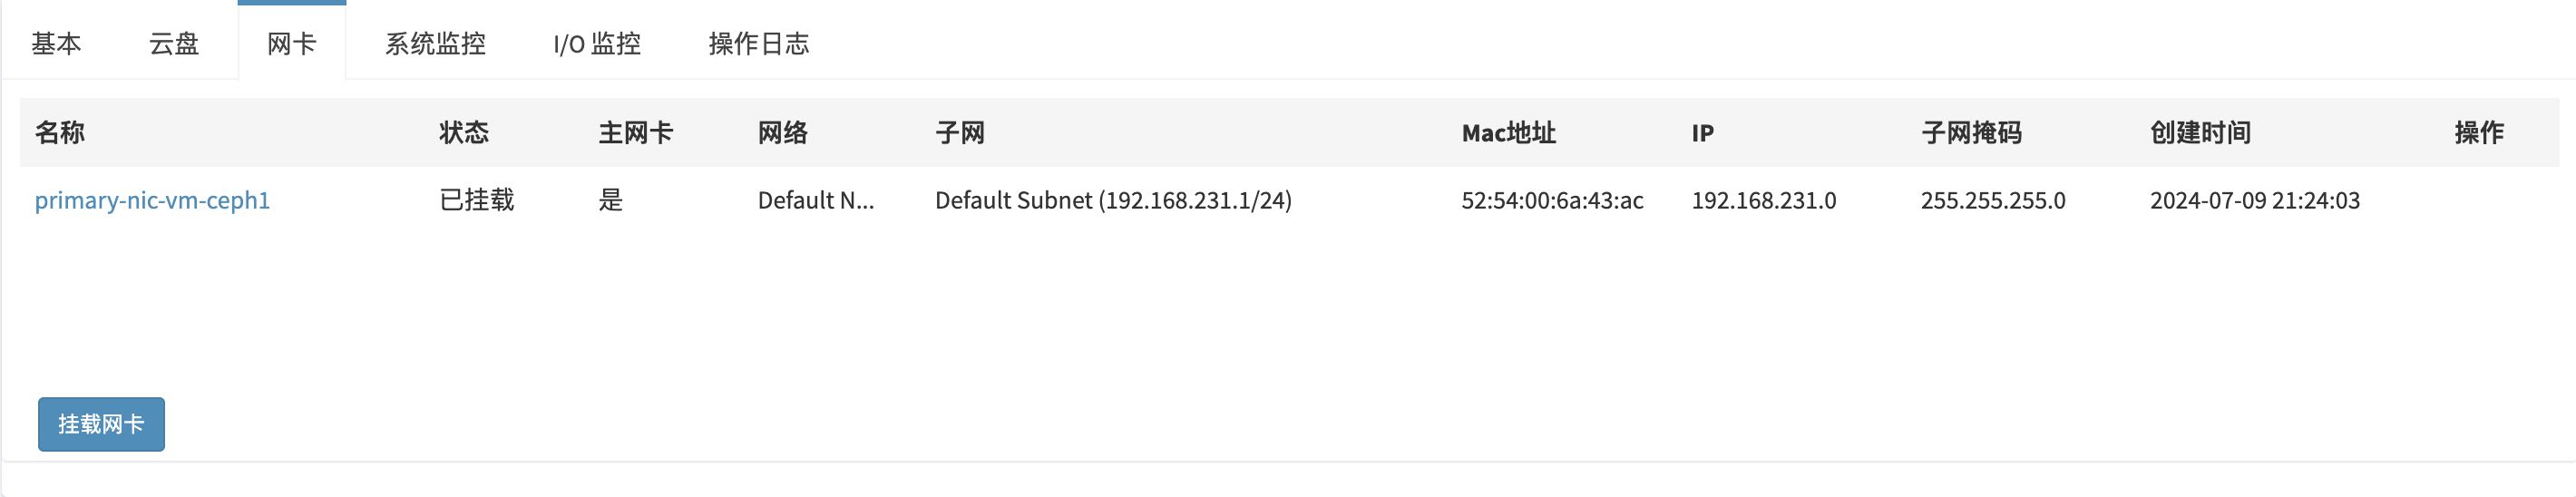 基本 云盘 网卡 系统监控 I/O 监控 操作日志
名称 状态 主网卡 网络 子网 Mac地址 IP 子网掩码 创建时间 操作
primary-nic-vm-ceph1 已挂载 是 Default N... Default Subnet (192.168.231.1/24) 52:54:00:6a:43:ac 192.168.231.0 255.255.255.0 2024-07-09 21:24:03
挂载网卡